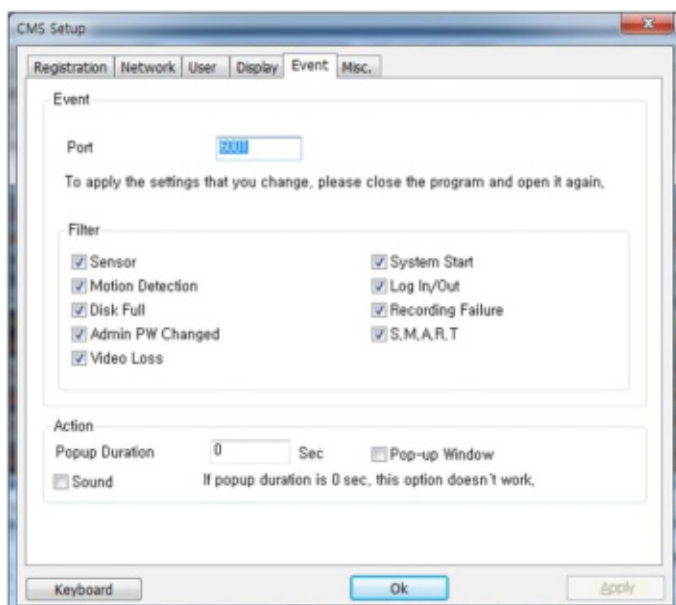 CMS Setup
Registration Network User Display Event Misc.
Event
Port 6001
To apply the settings that you change, please close the program and open it again,
Filter
Sensor System Start
Motion Detection Log In/Out
Disk Full Recording Failure
Admin PW Changed S,M,A,R,T
Video Loss
Action
Popup Duration 0 Sec Pop-up Window
Sound If popup duration is 0 sec, this option doesn't work,
Keyboard Ok Apply